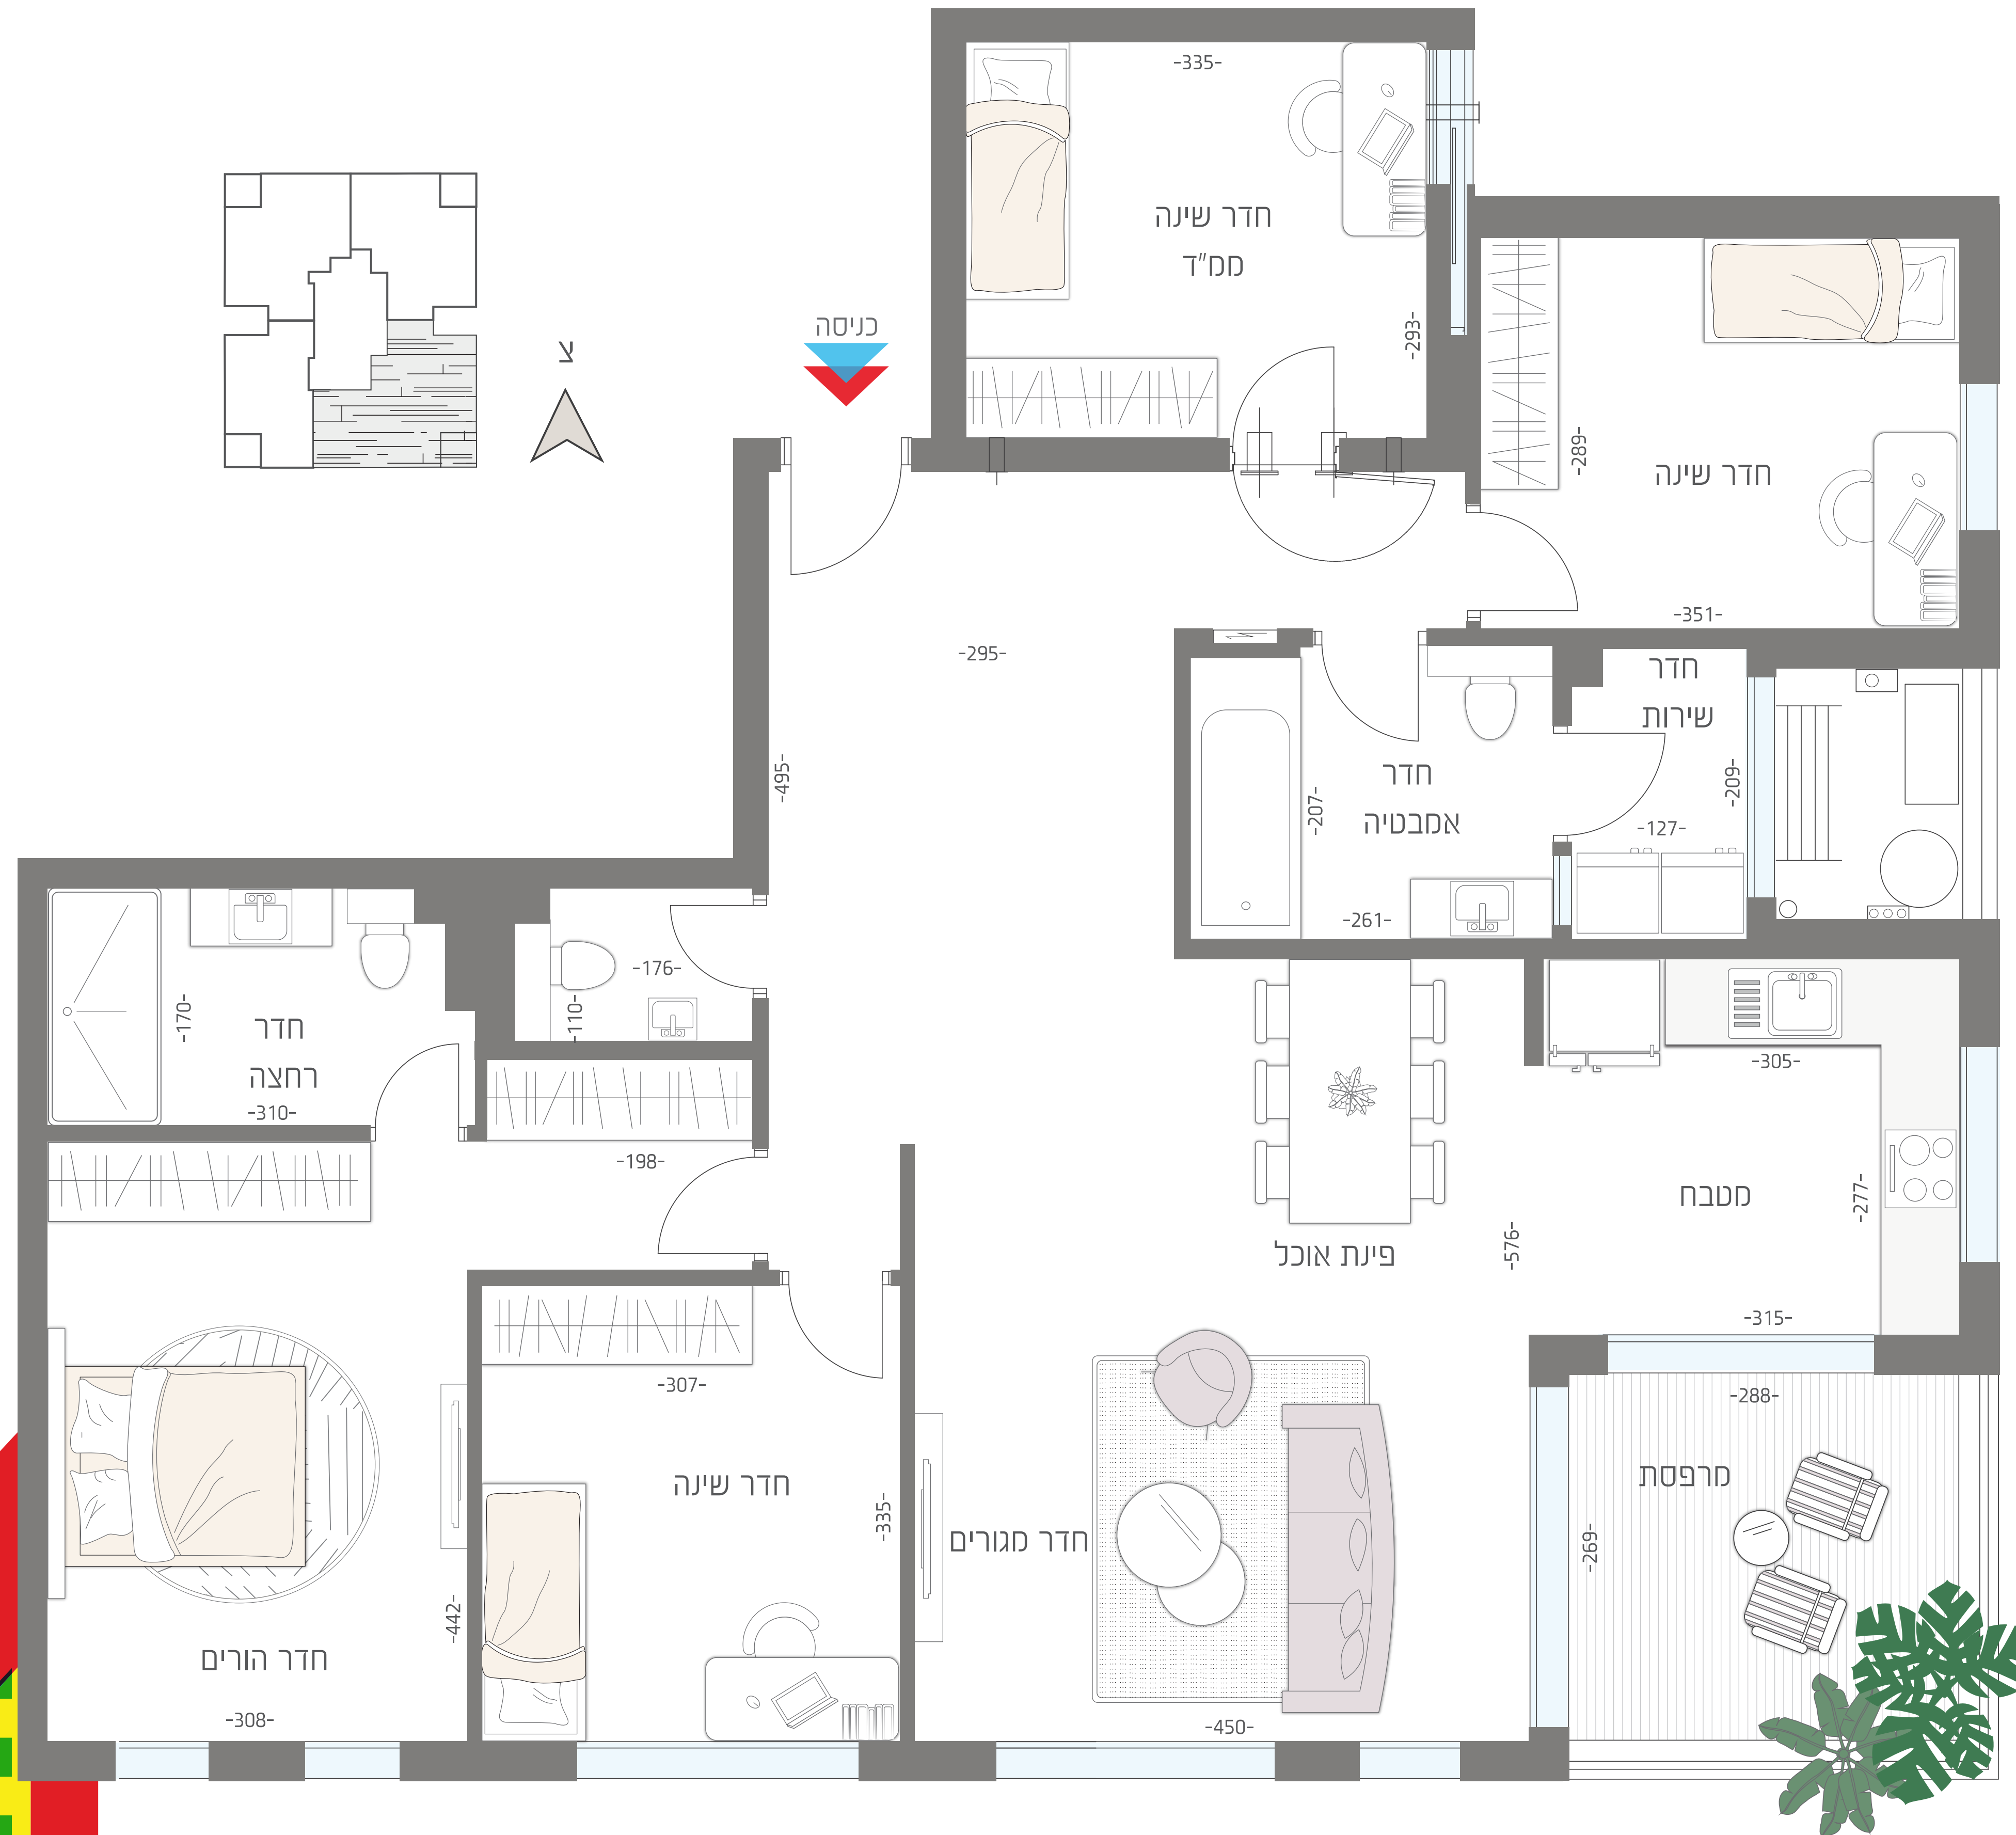 -335-
חדר שינה
ממ"ד
-293-
כניסה
צ
-289-
חדר שינה
-351-
-295-
-495-
חדר
שירות
-209-
-127-
חדר
אמבטיה
-207-
-261-
-176-
-110-
חדר
רחצה
-170-
-310-
-198-
-305-
מטבח
-277-
-315-
פינת אוכל
-576-
-307-
חדר שינה
-335-
חדר מגורים
-450-
-288-
מרפסת
-269-
-442-
חדר הורים
-308-